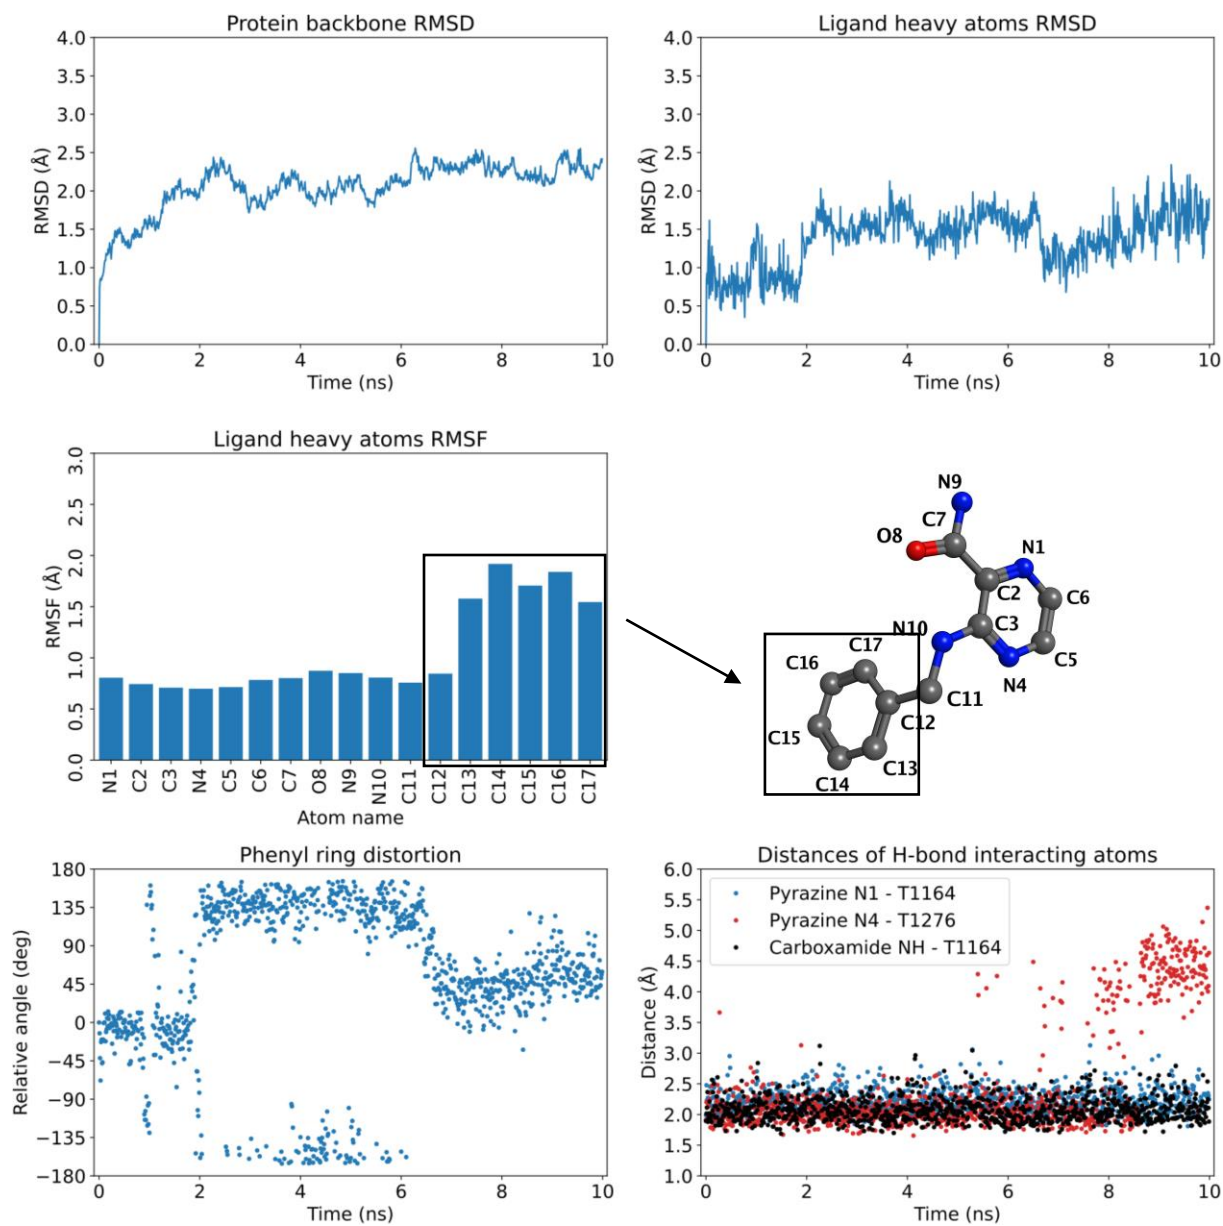 Protein backbone RMSD
4.0
3.5
3.0
2.5
2.0
1.5
1.0
0.5
0.0
RMSD (Å)
0 2 4 6 8 10
Time (ns)
Ligand heavy atoms RMSD
4.0
3.5
3.0
2.5
2.0
1.5
1.0
0.5
0.0
RMSD (Å)
0 2 4 6 8 10
Time (ns)
Ligand heavy atoms RMSF
3.0
2.5
2.0
1.5
1.0
0.5
0.0
RMSF (Å)
N1 C2 C3 N4 C5 C6 C7 O8 N9 N10 C11 C12 C13 C14 C15 C16 C17
Atom name
N9
C7
O8
N1
C2
C6
C3
N10
C5
C17
N4
C16
C11
C12
C15
C13
C14
Phenyl ring distortion
180
135
90
45
0
−45
−90
−135
−180
Relative angle (deg)
0 2 4 6 8 10
Time (ns)
Distances of H-bond interacting atoms
6.0
5.5
5.0
4.5
4.0
3.5
3.0
2.5
2.0
1.5
1.0
Distance (Å)
Pyrazine N1 - T1164
Pyrazine N4 - T1276
Carboxamide NH - T1164
0 2 4 6 8 10
Time (ns)